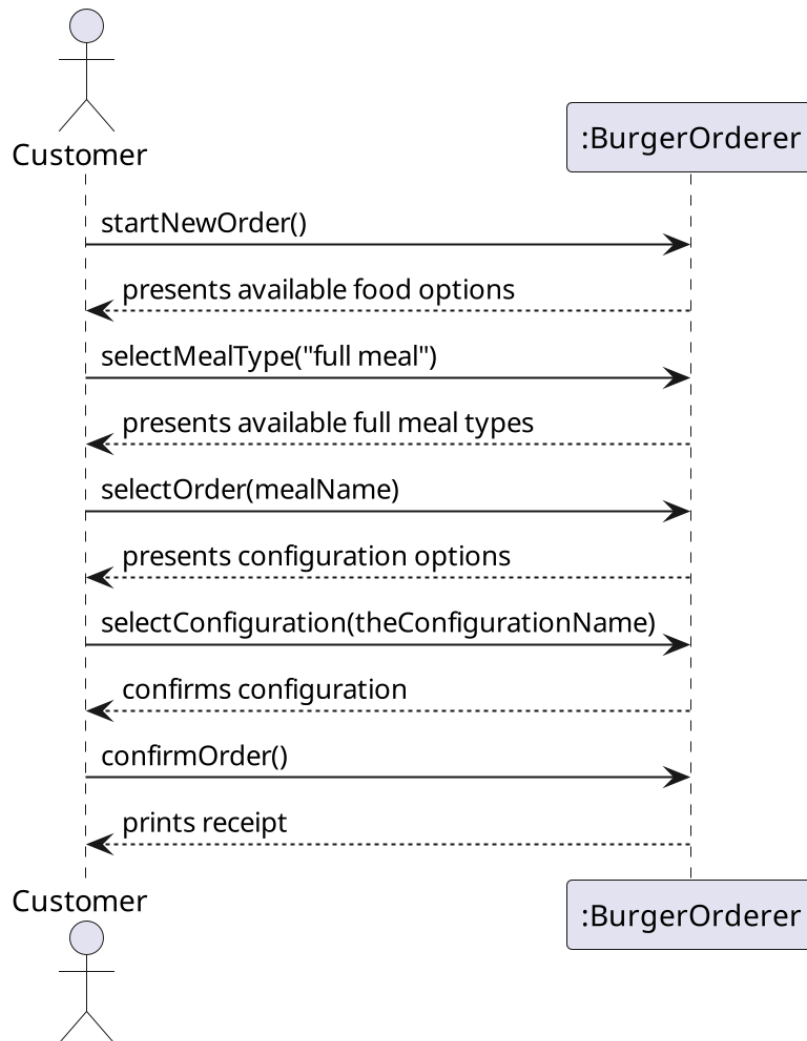 Customer
:BurgerOrderer
startNewOrder()
presents available food options
selectMealType("full meal")
presents available full meal types
selectOrder(mealName)
presents configuration options
selectConfiguration(theConfigurationName)
confirms configuration
confirmOrder()
prints receipt
Customer
:BurgerOrderer